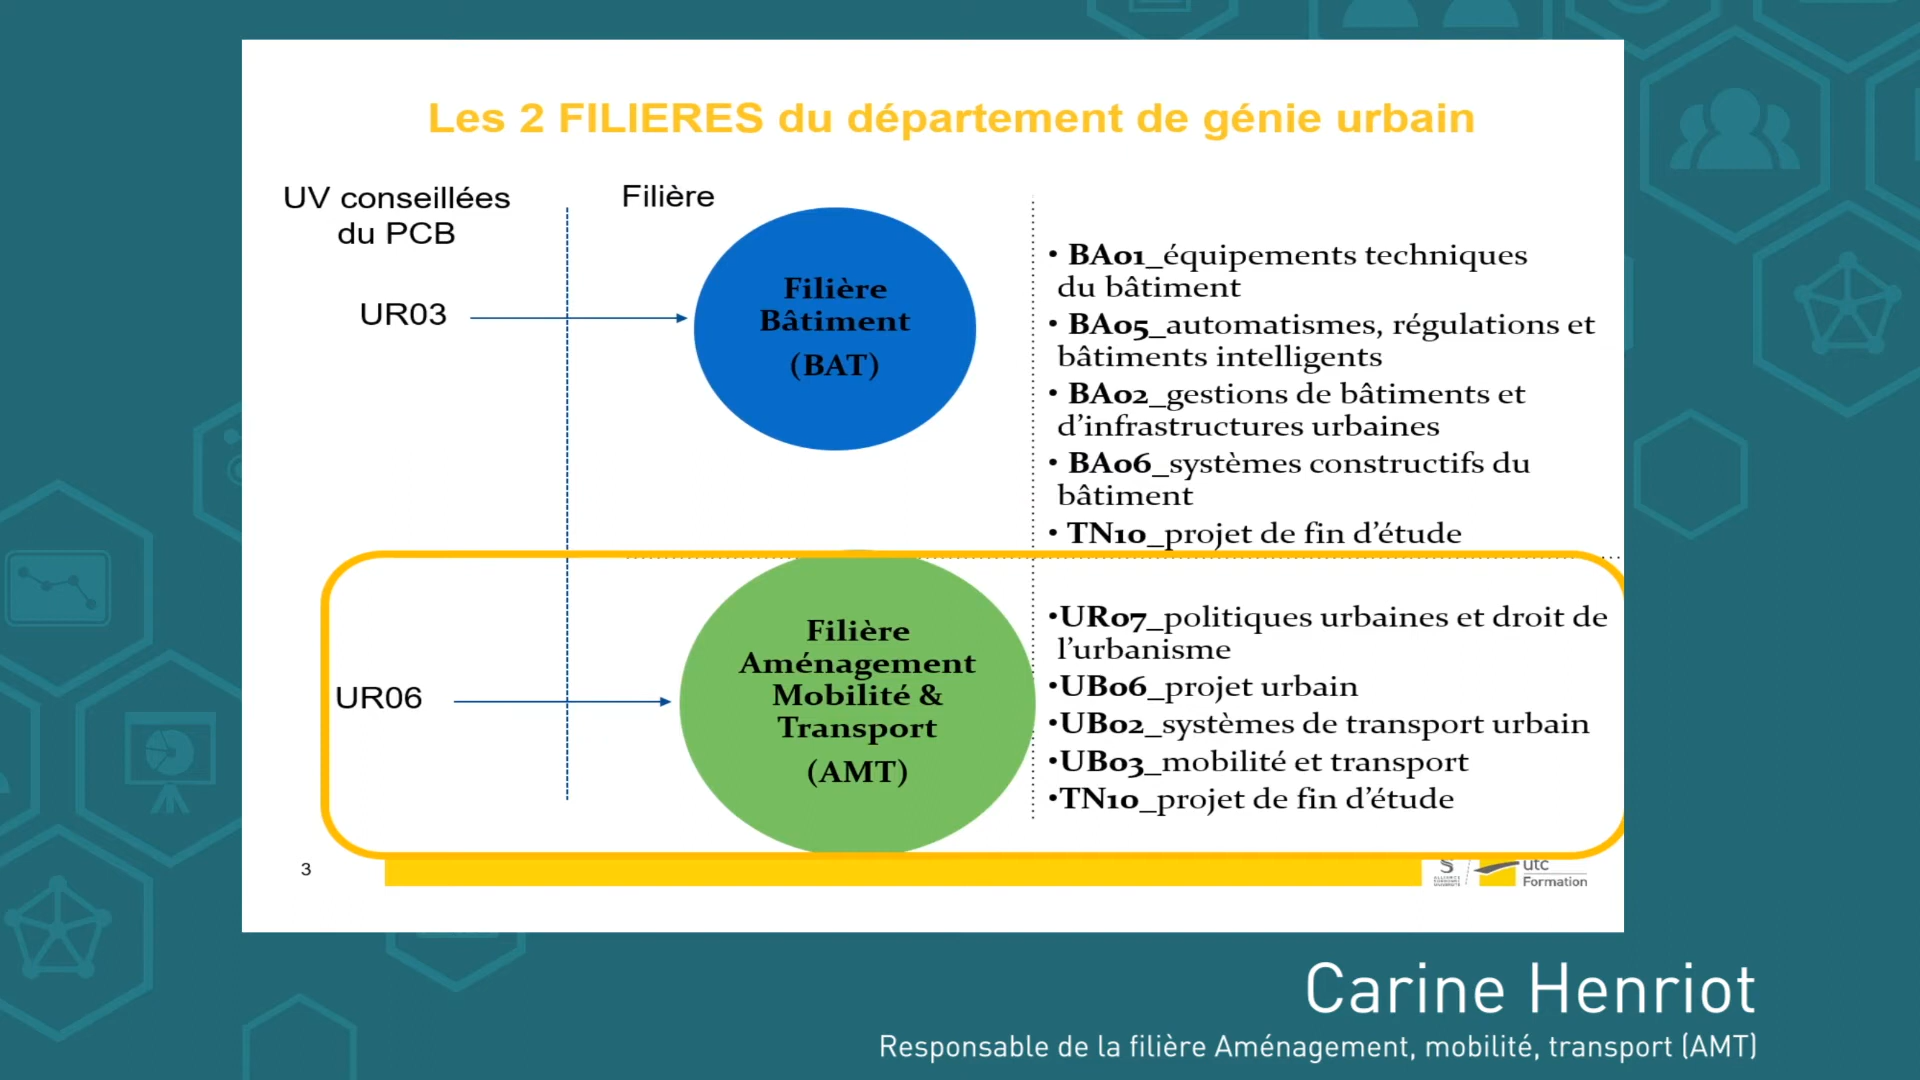 Les 2 FILIERES du département de génie urbain
UV conseillées
du PCB
Filière
UR03
Filière
Bâtiment
(BAT)
• BA01_équipements techniques
du bâtiment
• BA05_automatismes, régulations et
bâtiments intelligents
• BA02_gestions de bâtiments et
d’infrastructures urbaines
• BA06_systèmes constructifs du
bâtiment
• TN10_projet de fin d’étude
UR06
Filière
Aménagement
Mobilité &
Transport
(AMT)
•UR07_politiques urbaines et droit de
l’urbanisme
•UB06_projet urbain
•UB02_systèmes de transport urbain
•UB03_mobilité et transport
•TN10_projet de fin d’étude
3
S
utc
Formation
Carine Henriot
Responsable de la filière Aménagement, mobilité, transport (AMT)